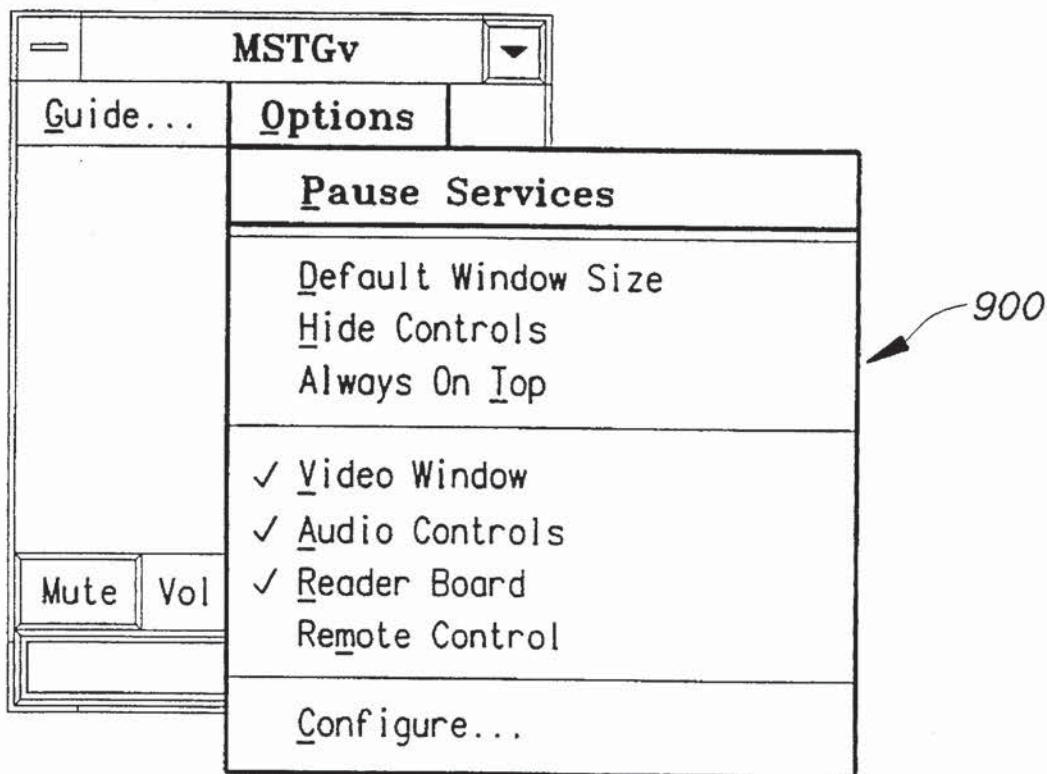 MSTGv
Guide... Options
Pause Services
Default Window Size
Hide Controls
Always On Top
900
✓ Video Window
✓ Audio Controls
✓ Reader Board
Remote Control
Mute Vol
Configure...